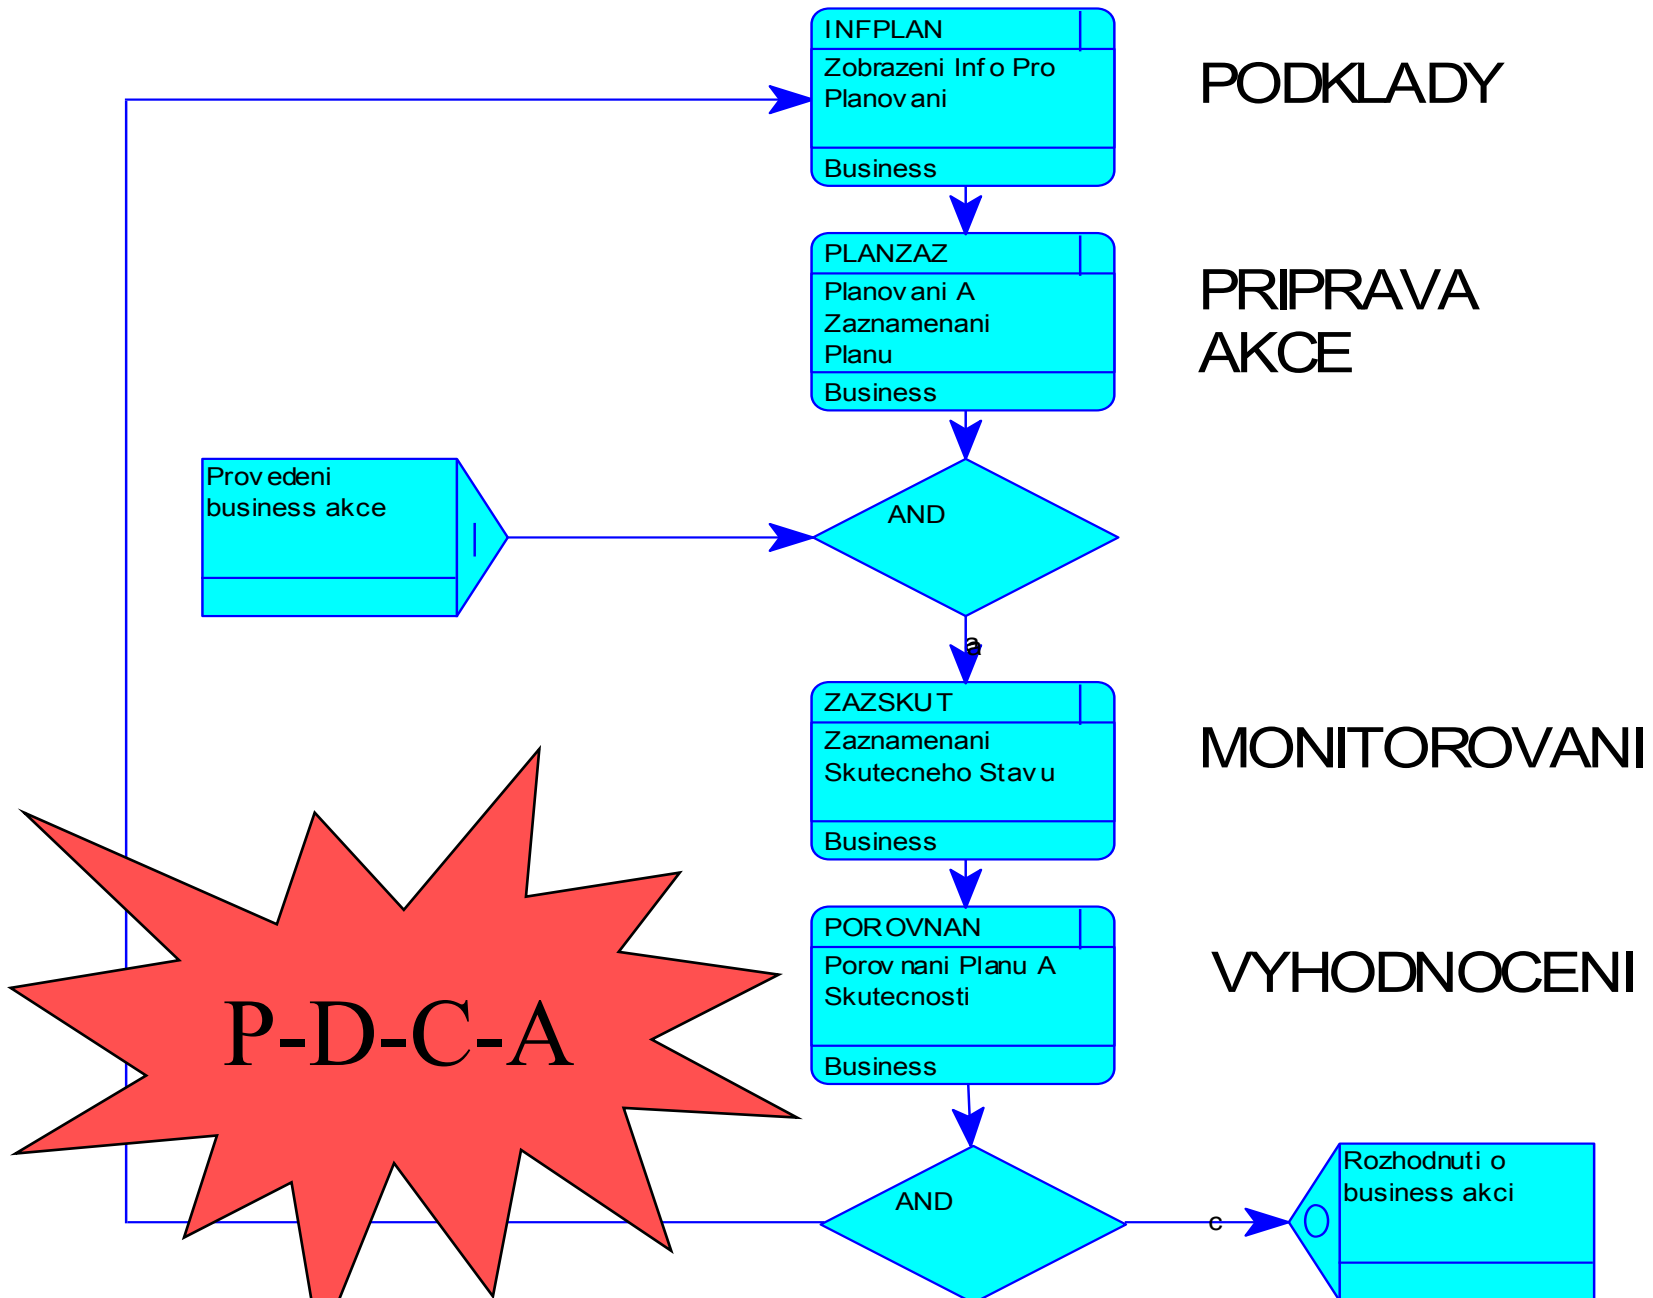 INFPLAN
Zobrazeni Info Pro
Planovani
Business
PODKLADY
PLANZAZ
Planovani A
Zaznamenani
Planu
Business
PRIPRAVA
AKCE
Provedeni
business akce
AND
a
ZAZSKUT
Zaznamenani
Skutecneho Stavu
Business
MONITOROVANI
POROVNAN
Porovnani Planu A
Skutecnosti
Business
VYHODNOCENI
P-D-C-A
AND
c
Rozhodnuti o
business akci